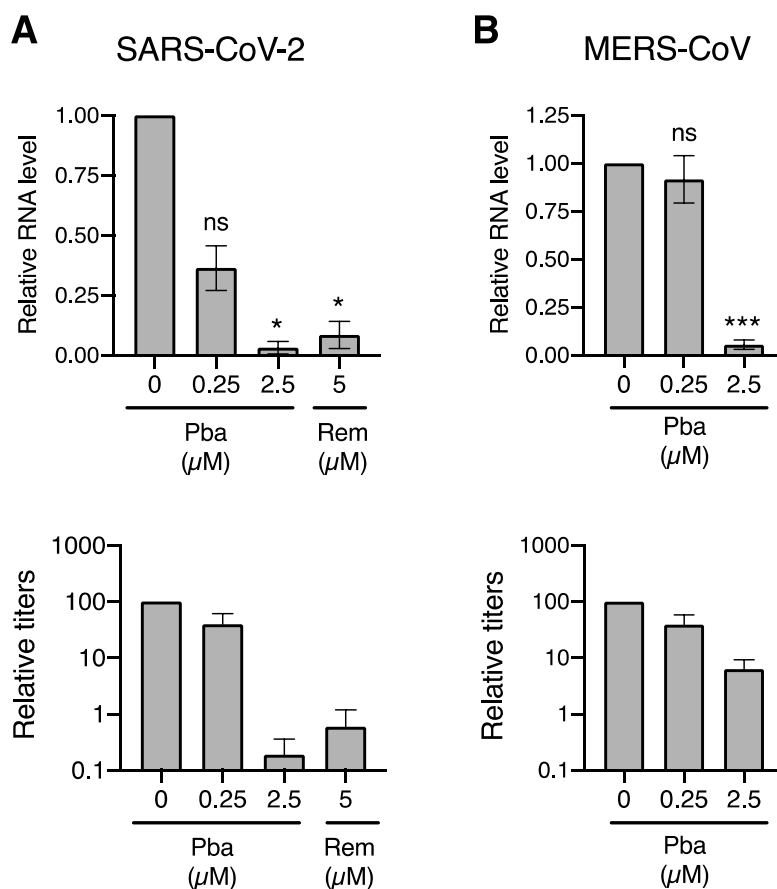 A
SARS-CoV-2
Relative RNA level
1.00
0.75
0.50
0.25
0.00
ns
*
*
0 0.25 2.5 5
Pba
(µM)
Rem
(µM)
B
MERS-CoV
Relative RNA level
1.25
1.00
0.75
0.50
0.25
0.00
ns
***
0 0.25 2.5
Pba
(µM)
Relative titers
1000
100
10
1
0.1
0 0.25 2.5 5
Pba
(µM)
Rem
(µM)
Relative titers
1000
100
10
1
0.1
0 0.25 2.5
Pba
(µM)